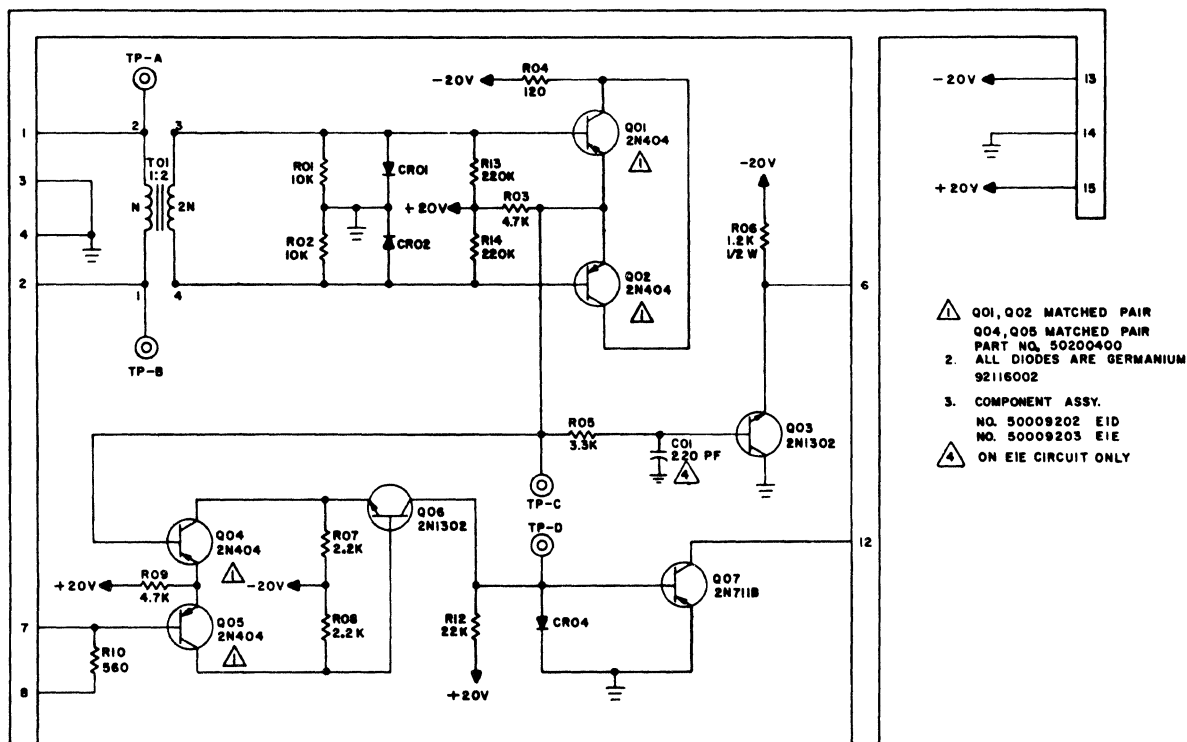 TP-A
-20V
R04
120
1
2
3
Q01
2N404
1
T01
1:2
N
2N
R01
10K
CR01
R13
220K
3
+20V
R03
4.7K
4
R02
10K
CR02
R14
220K
Q02
2N404
1
2
1
4
TP-B
-20V
R06
1.2K
1/2 W
6
-20V
13
14
+20V
15
1 Q01, Q02 MATCHED PAIR
Q04, Q05 MATCHED PAIR
PART NO. 50200400
2. ALL DIODES ARE GERMANIUM
92116002
3. COMPONENT ASSY.
NO. 50009202 E1D
NO. 50009203 E1E
4 ON E1E CIRCUIT ONLY
R05
3.3K
C01
220 PF
4
Q03
2N1302
TP-C
TP-D
Q04
2N404
1
R07
2.2K
Q06
2N1302
12
+20V
R09
4.7K
-20V
Q07
2N711B
7
Q05
2N404
1
R08
2.2K
R12
22K
CR04
R10
560
8
+20V